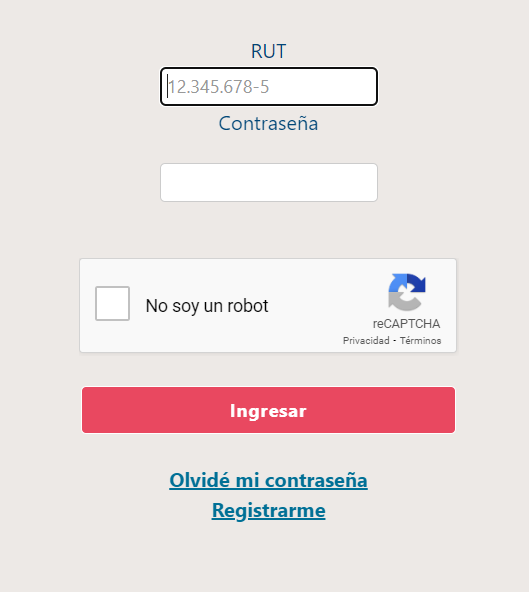 RUT
12.345.678-5
Contraseña
No soy un robot
reCAPTCHA
Privacidad - Términos
Ingresar
Olvidé mi contraseña
Registrarme